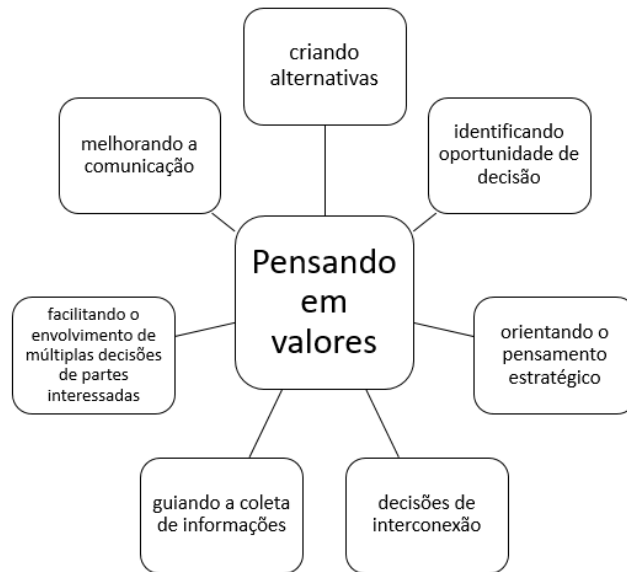 criando
alternativas
identificando
oportunidade de
decisão
orientando o
pensamento
estratégico
decisões de
interconexão
guiando a coleta
de informações
facilitando o
envolvimento de
múltiplas decisões
de partes
interessadas
melhorando a
comunicação
Pensando
em
valores